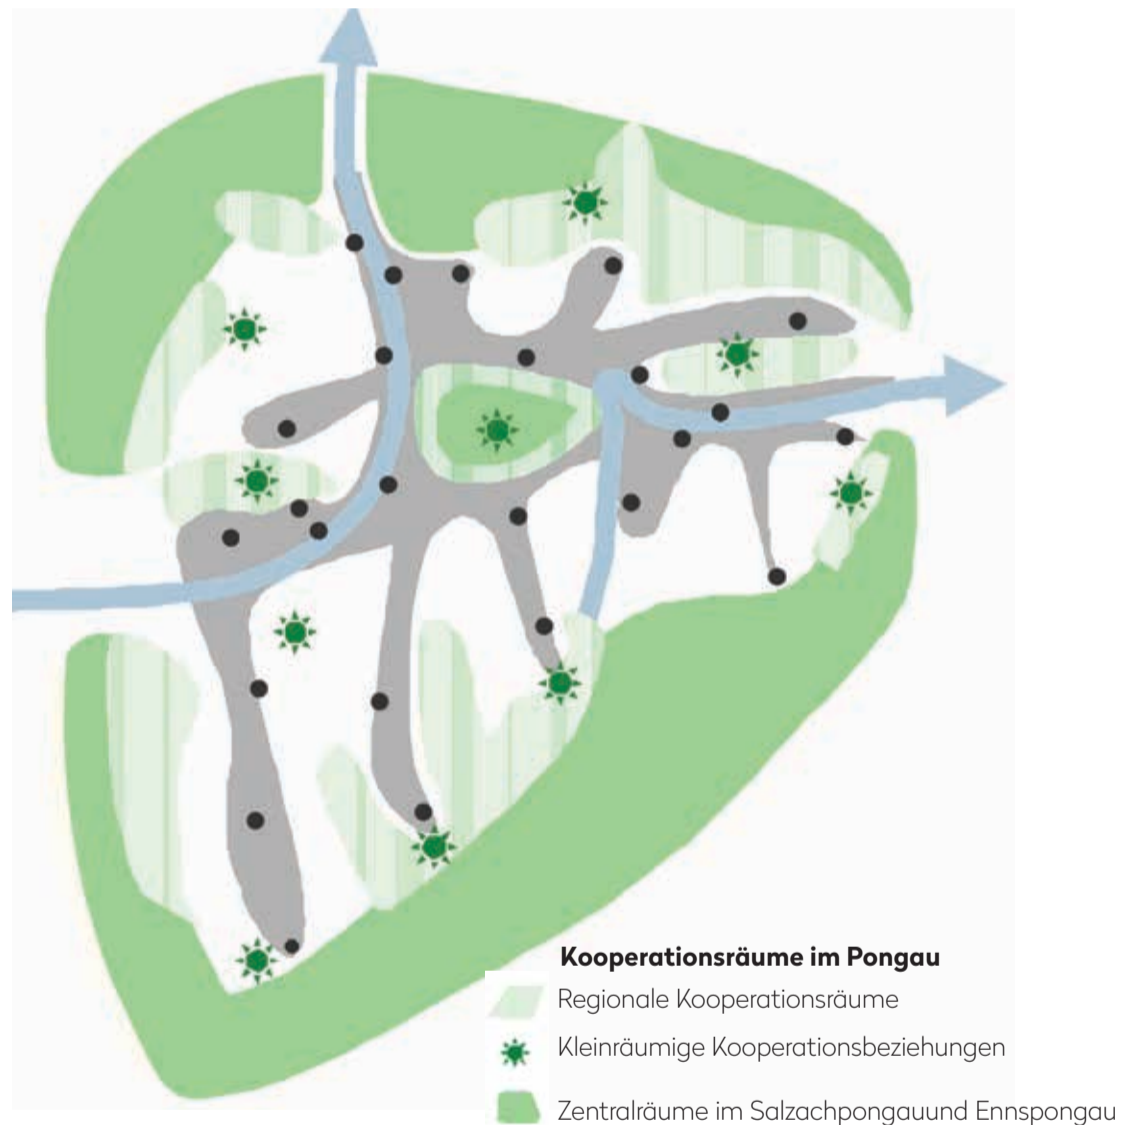 Kooperationsräume im Pongau
Regionale Kooperationsräume
Kleinräumige Kooperationsbeziehungen
Zentralräume im Salzachpongauund Ennspongau